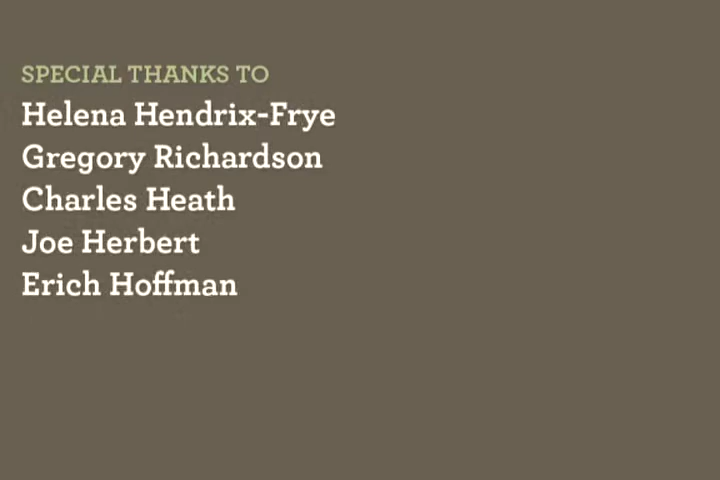 SPECIAL THANKS TO
Helena Hendrix-Frye
Gregory Richardson
Charles Heath
Joe Herbert
Erich Hoffman